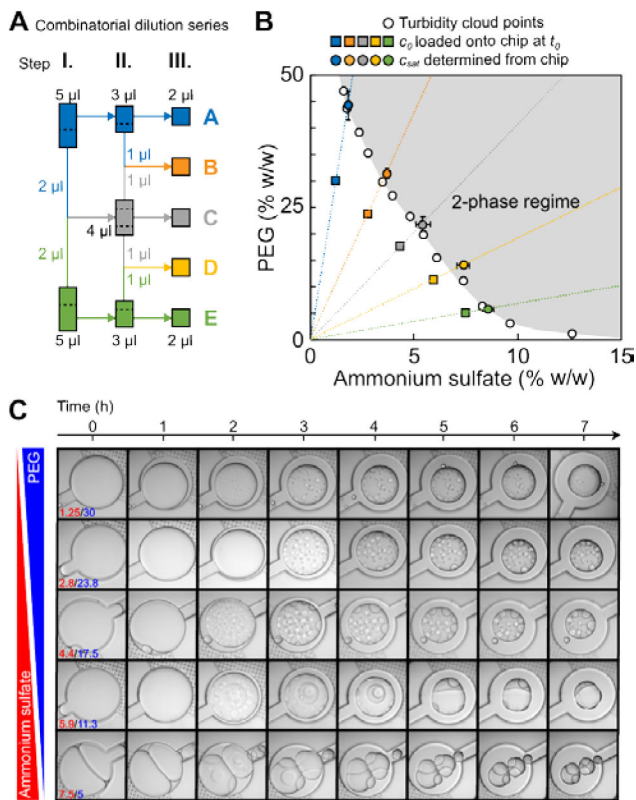 A Combinatorial dilution series
Step I. II. III.
5 µl 3 µl 2 µl
A
1 µl
B
2 µl
1 µl
C
4 µl
2 µl
D
1 µl
E
5 µl 3 µl 2 µl
B
Turbidity cloud points
c0 loaded onto chip at t0
csat determined from chip
50
25
0
PEG (% w/w)
2-phase regime
0 5 10 15
Ammonium sulfate (% w/w)
C Time (h)
0 1 2 3 4 5 6 7
PEG
Ammonium sulfate
1.25/30
2.8/23.8
4.4/17.5
5.9/11.3
7.5/5